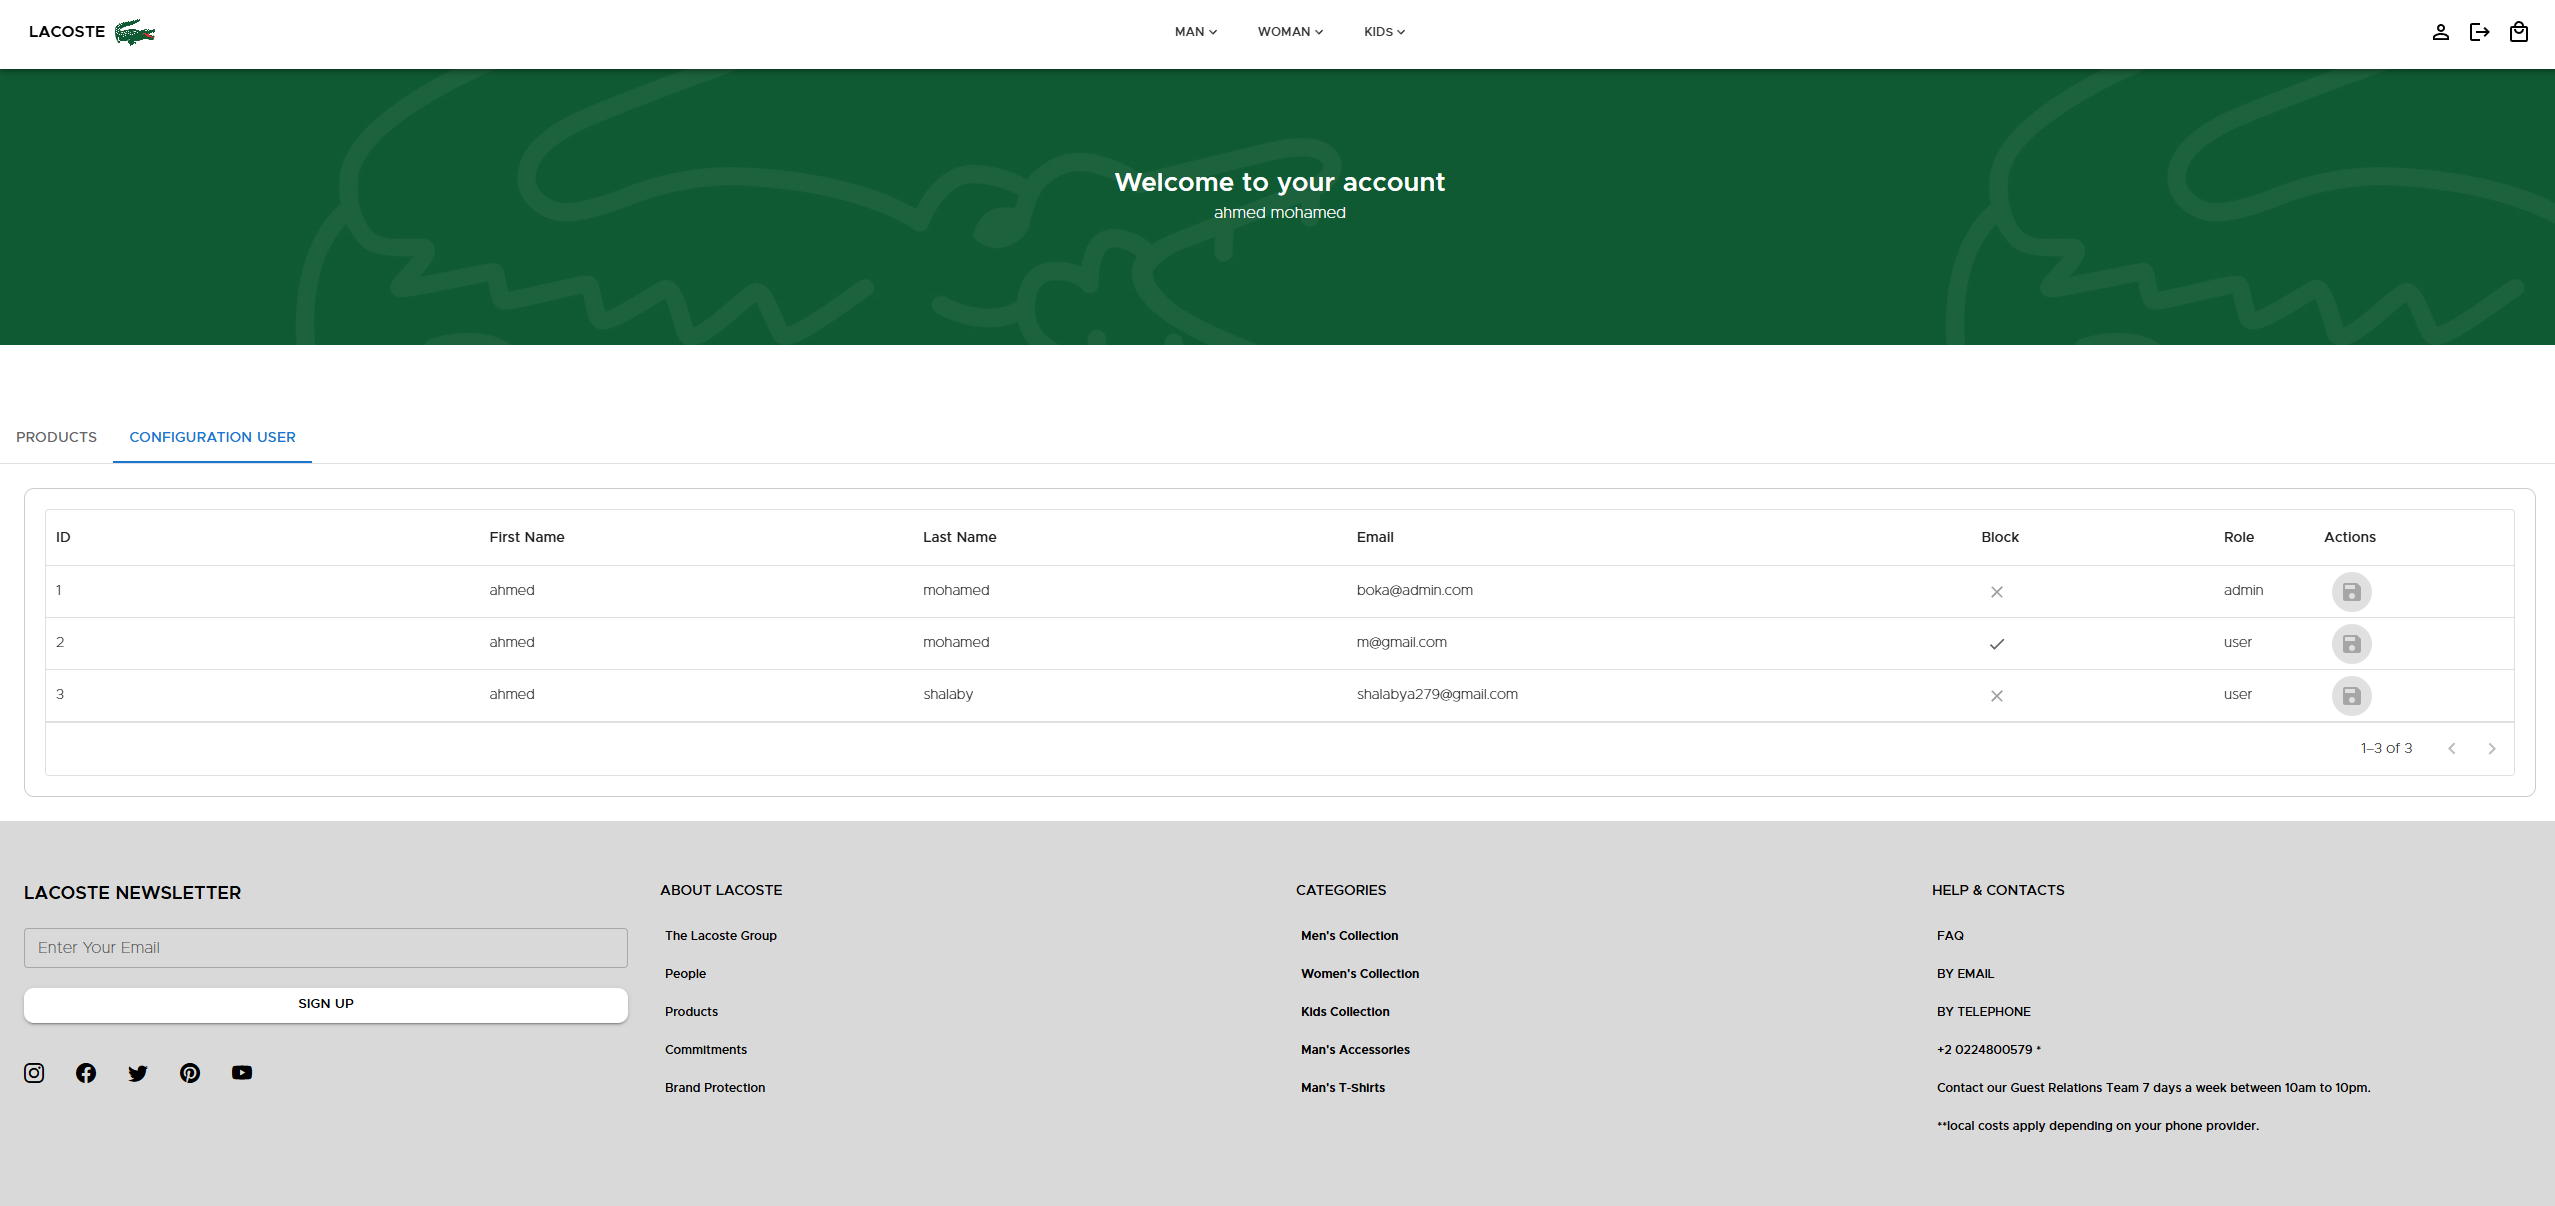 LACOSTE
MAN
WOMAN
KIDS
Welcome to your account
ahmed mohamed
PRODUCTS
CONFIGURATION USER
ID First Name Last Name Email Block Role Actions
1 ahmed mohamed boka@admin.com admin
2 ahmed mohamed m@gmail.com user
3 ahmed shalaby shalabya279@gmail.com user
1–3 of 3
LACOSTE NEWSLETTER
Enter Your Email
SIGN UP
ABOUT LACOSTE
The Lacoste Group
People
Products
Commitments
Brand Protection
CATEGORIES
Men's Collection
Women's Collection
Kids Collection
Man's Accessories
Man's T-Shirts
HELP & CONTACTS
FAQ
BY EMAIL
BY TELEPHONE
+2 0224800579 *
Contact our Guest Relations Team 7 days a week between 10am to 10pm.
**local costs apply depending on your phone provider.